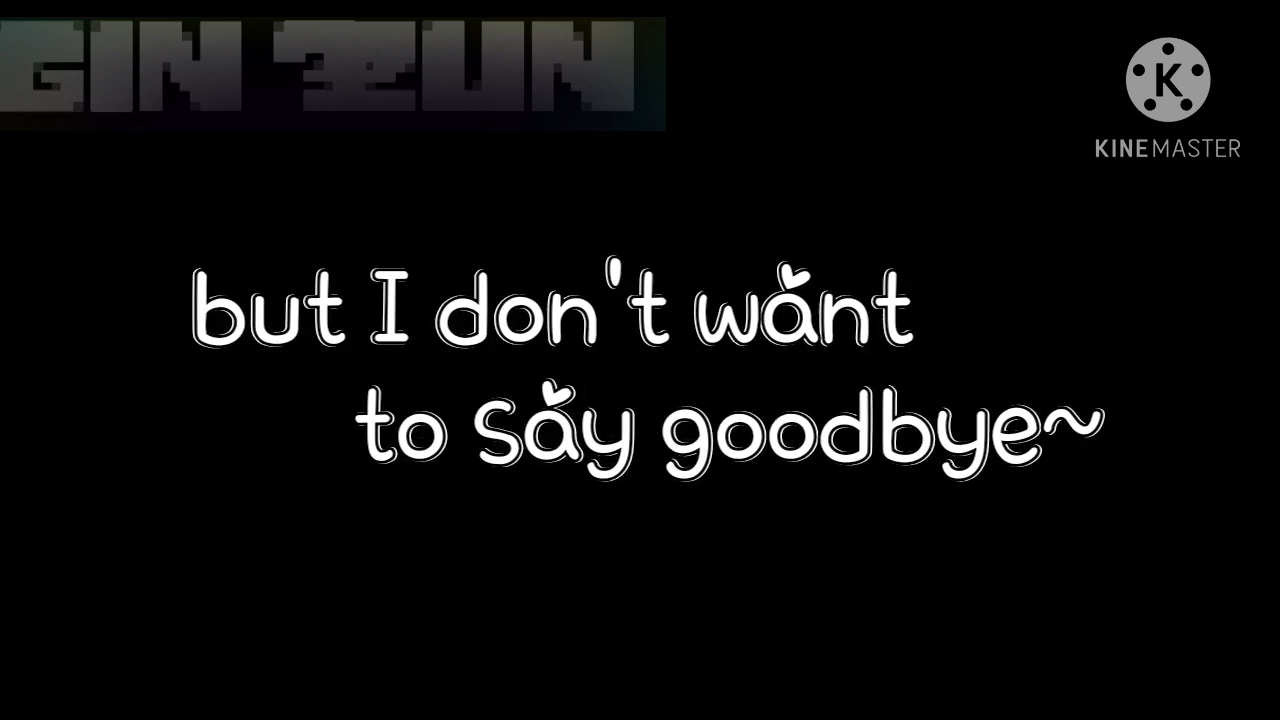 GIN ZUN
K
KINEMASTER
but I don't want
to say goodbye~